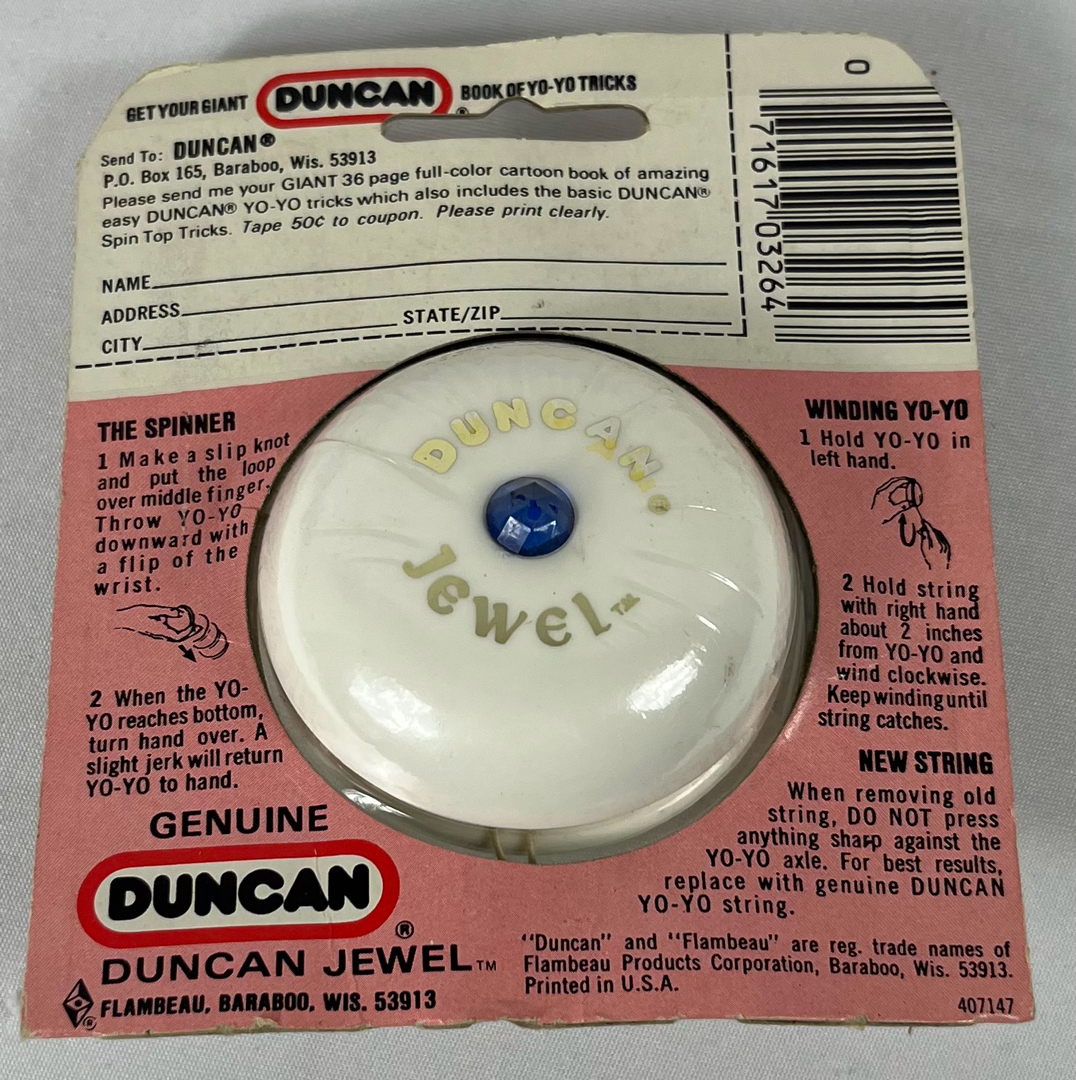 GET YOUR GIANT DUNCAN® BOOK OF YO-YO TRICKS
Send To: DUNCAN®
P.O. Box 165, Baraboo, Wis. 53913
Please send me your GIANT 36 page full-color cartoon book of amazing
easy DUNCAN® YO-YO tricks which also includes the basic DUNCAN®
Spin Top Tricks. Tape 50¢ to coupon. Please print clearly.
NAME
ADDRESS
CITY STATE/ZIP
0
71617 03264
THE SPINNER
1 Make a slip knot
and put the loop
over middle finger.
Throw YO-YO
downward with
a flip of the
wrist.
2 When the YO-
YO reaches bottom,
turn hand over. A
slight jerk will return
YO-YO to hand.
DUNCAN®
JEWEL™
WINDING YO-YO
1 Hold YO-YO in
left hand.
2 Hold string
with right hand
about 2 inches
from YO-YO and
wind clockwise.
Keep winding until
string catches.
NEW STRING
When removing old
string, DO NOT press
anything sharp against the
YO-YO axle. For best results,
replace with genuine DUNCAN
YO-YO string.
GENUINE
DUNCAN®
DUNCAN JEWEL™
® FLAMBEAU, BARABOO, WIS. 53913
"Duncan" and "Flambeau" are reg. trade names of
Flambeau Products Corporation, Baraboo, Wis. 53913.
Printed in U.S.A.
407147